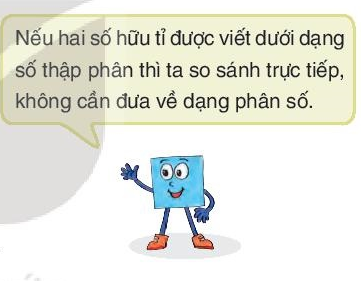 Nếu hai số hữu tỉ được viết dưới dạng
số thập phân thì ta so sánh trực tiếp,
không cần đưa về dạng phân số.